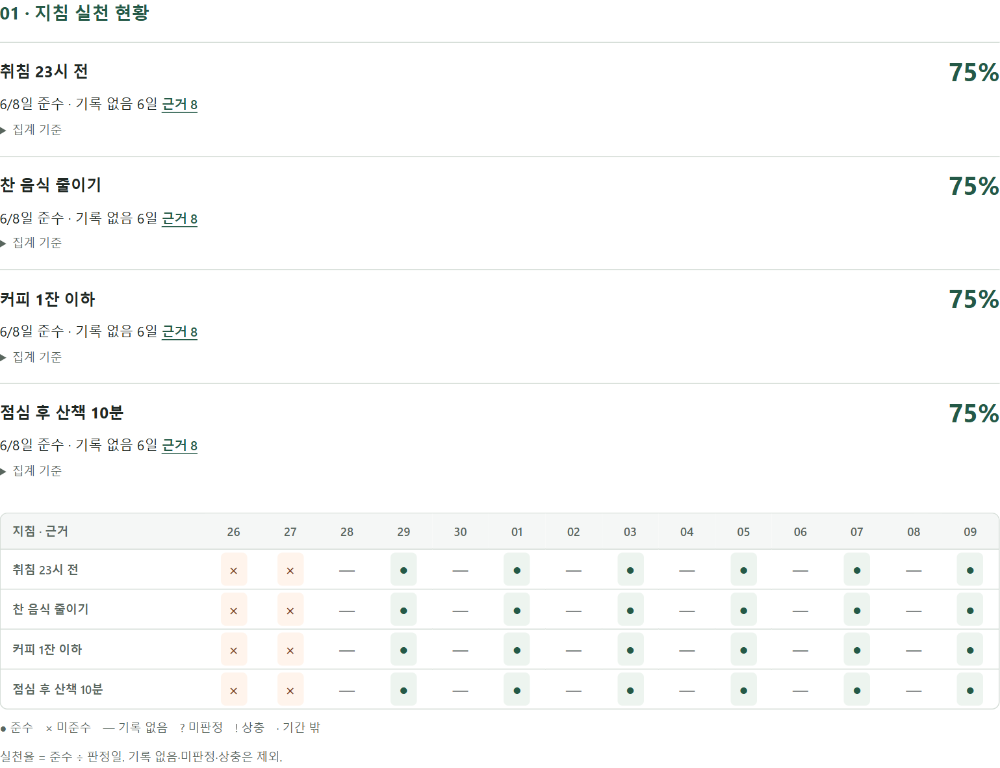 01 · 지침 실천 현황
취침 23시 전 75%
6/8일 준수 · 기록 없음 6일 근거 8
▶ 집계 기준
찬 음식 줄이기 75%
6/8일 준수 · 기록 없음 6일 근거 8
▶ 집계 기준
커피 1잔 이하 75%
6/8일 준수 · 기록 없음 6일 근거 8
▶ 집계 기준
점심 후 산책 10분 75%
6/8일 준수 · 기록 없음 6일 근거 8
▶ 집계 기준
지침 · 근거 26 27 28 29 30 01 02 03 04 05 06 07 08 09
취침 23시 전 × × — ● — ● — ● — ● — ● — ●
찬 음식 줄이기 × × — ● — ● — ● — ● — ● — ●
커피 1잔 이하 × × — ● — ● — ● — ● — ● — ●
점심 후 산책 10분 × × — ● — ● — ● — ● — ● — ●
● 준수 × 미준수 — 기록 없음 ? 미판정 ! 상충 · 기간 밖
실천율 = 준수 ÷ 판정일. 기록 없음·미판정·상충은 제외.